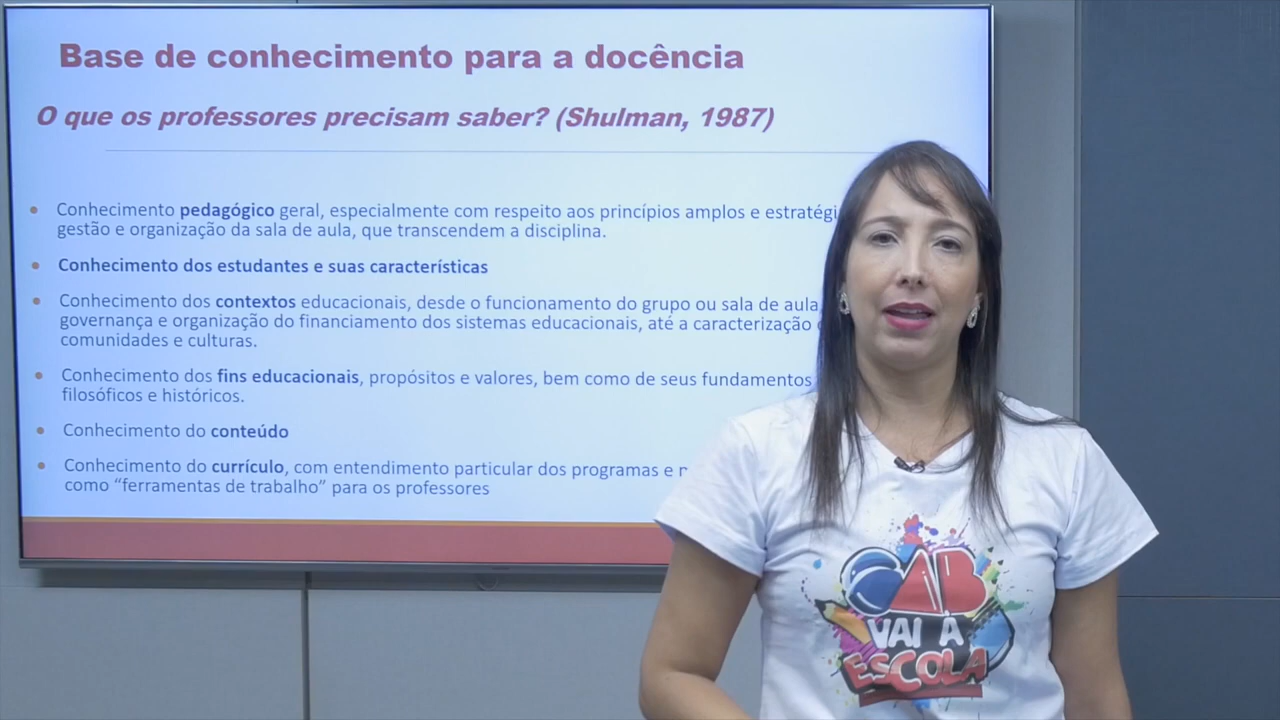 Base de conhecimento para a docência
O que os professores precisam saber? (Shulman, 1987)
• Conhecimento pedagógico geral, especialmente com respeito aos princípios amplos e
gestão e organização da sala de aula, que transcendem a disciplina.
• Conhecimento dos estudantes e suas características
• Conhecimento dos contextos educacionais, desde o funcionamento do grupo ou sala de aula,
governança e organização do financiamento dos sistemas educacionais, até a caracterização
comunidades e culturas.
• Conhecimento dos fins educacionais, propósitos e valores, bem como de seus fundamentos
filosóficos e históricos.
• Conhecimento do conteúdo
• Conhecimento do currículo, com entendimento particular dos programas e
como “ferramentas de trabalho” para os professores
OAB
VAI À
ESCOLA